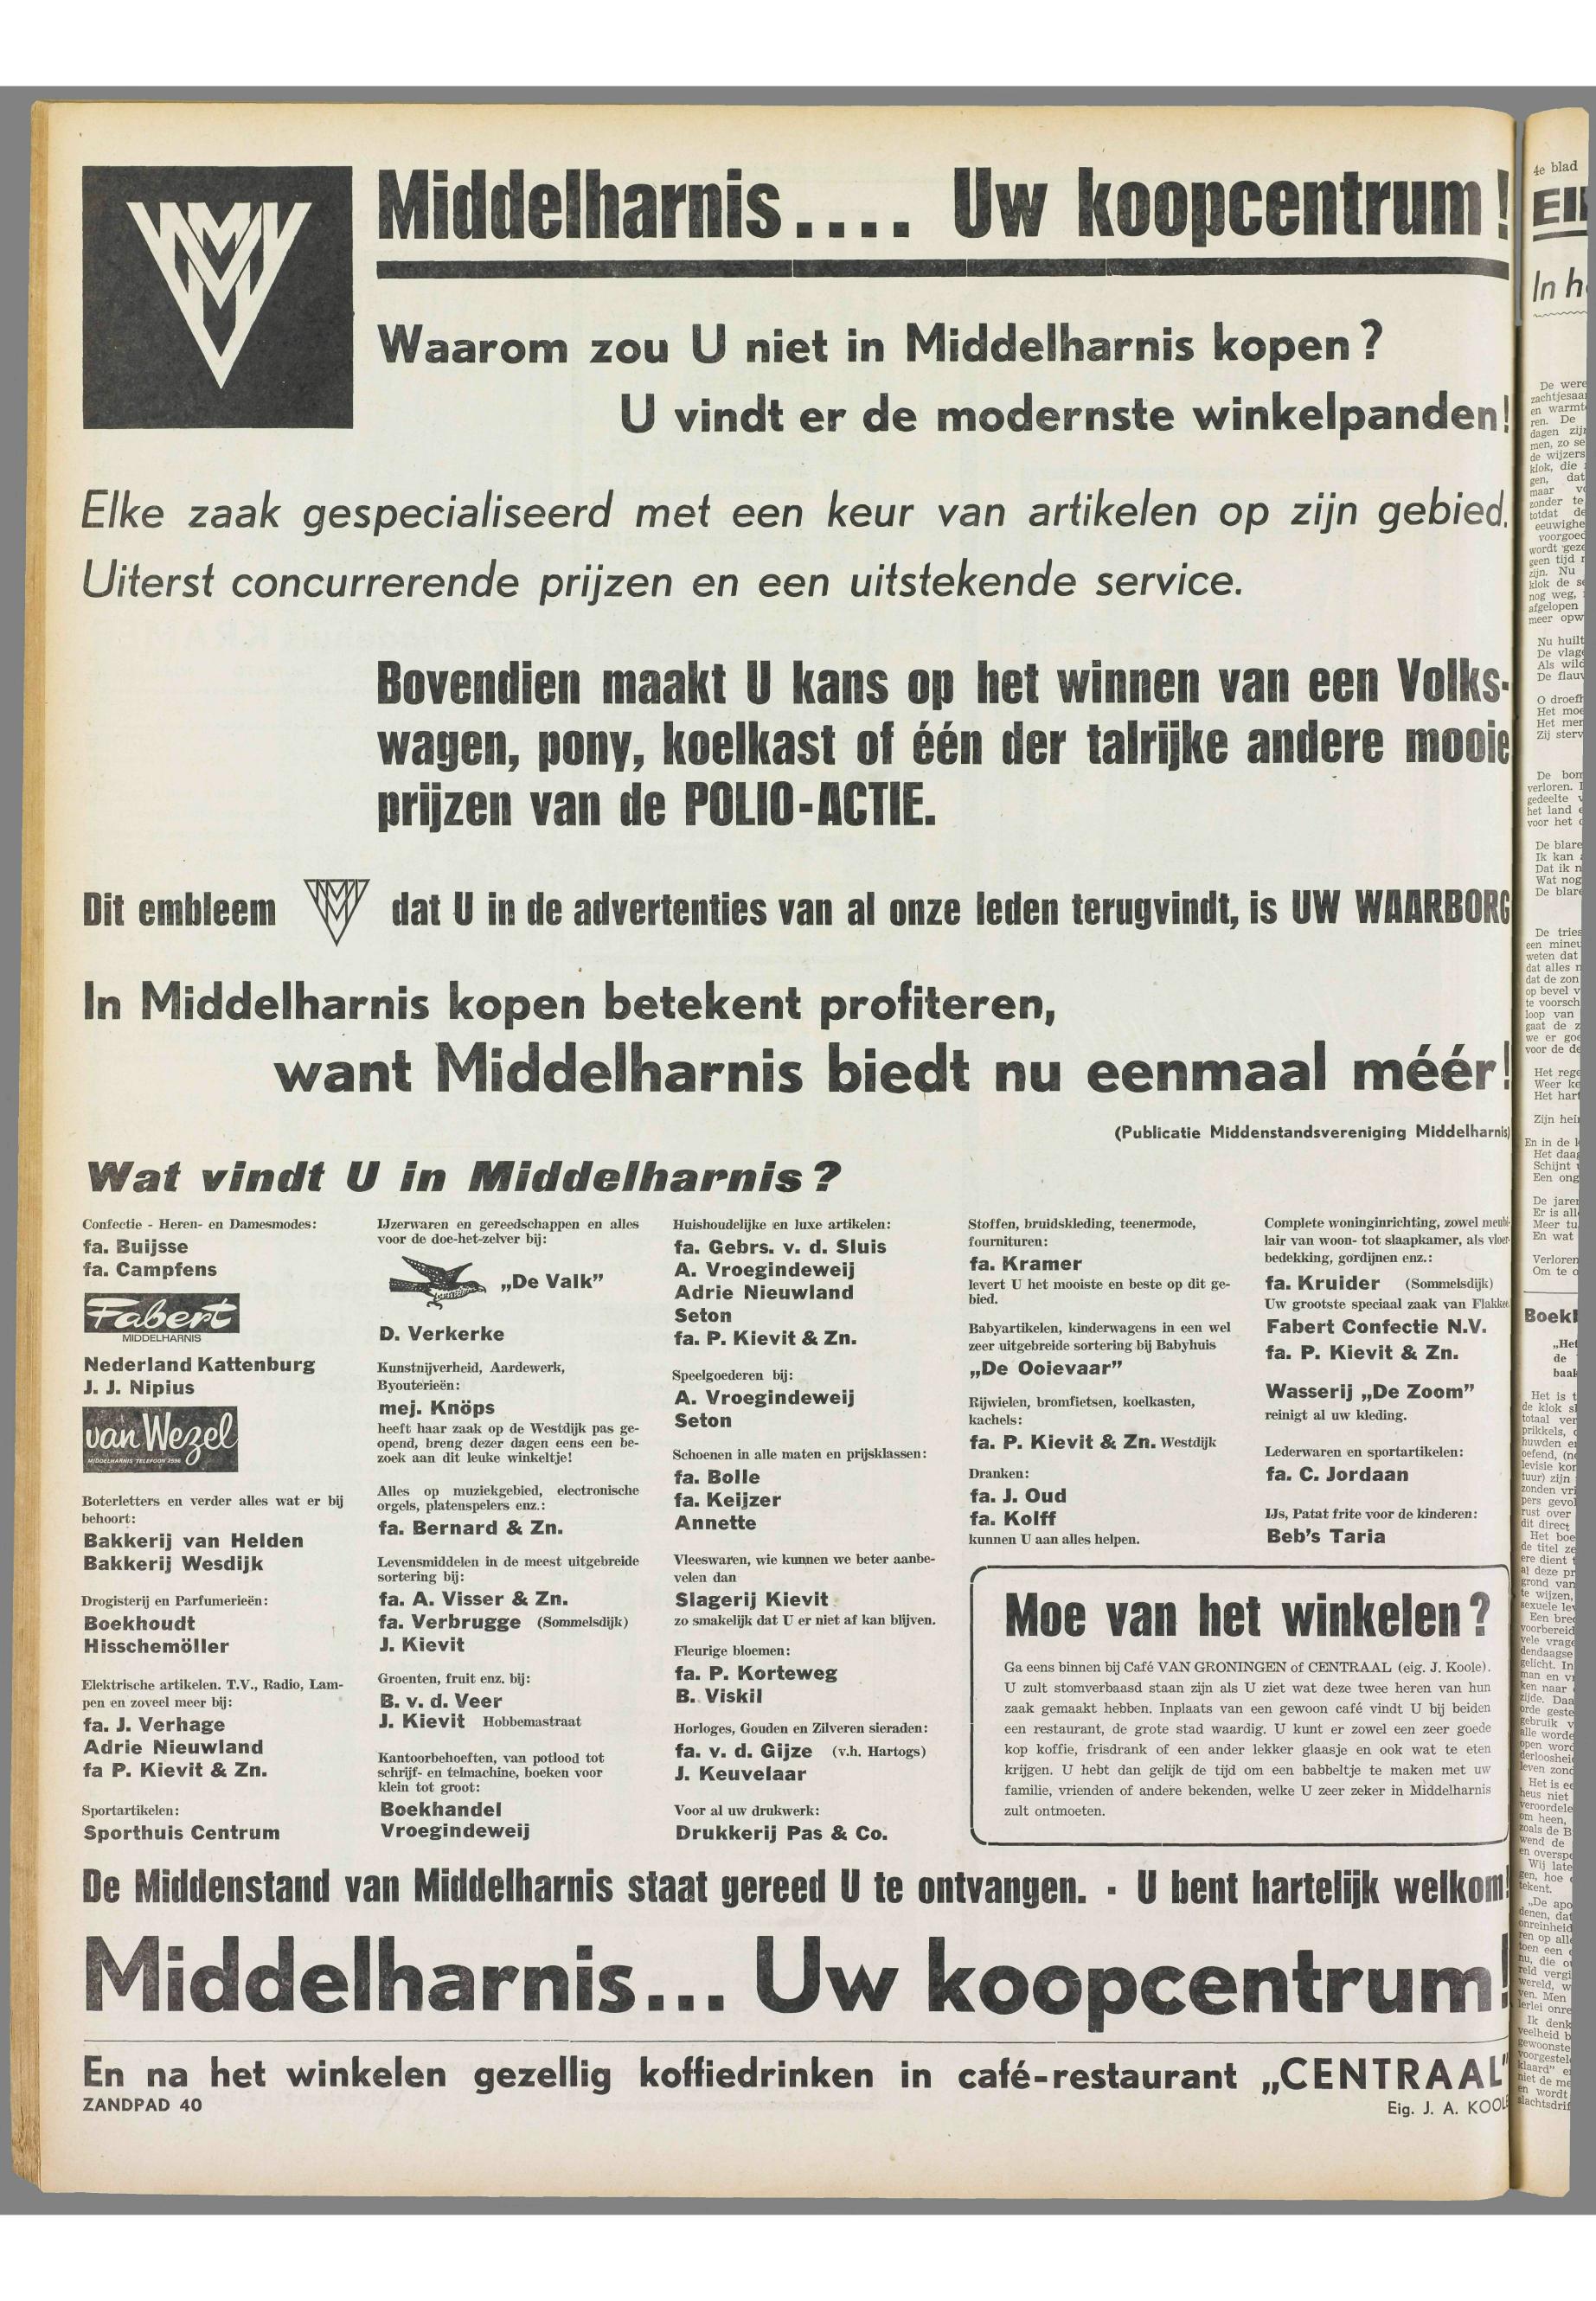 Middelharnis.... Uw koopcentrum!
Waarom zou U niet in Middelharnis kopen?
U vindt er de modernste winkelpanden!
Elke zaak gespecialiseerd met een keur van artikelen op zijn gebied.
Uiterst concurrerende prijzen en een uitstekende service.
Bovendien maakt U kans op het winnen van een Volks-
wagen, pony, koelkast of één der talrijke andere mooie
prijzen van de POLIO-ACTIE.
Dit embleem dat U in de advertenties van al onze leden terugvindt, is UW WAARBORG
In Middelharnis kopen betekent profiteren,
want Middelharnis biedt nu eenmaal méér!
(Publicatie Middenstandsvereniging Middelharnis)
Wat vindt U in Middelharnis?
Confectie - Heren- en Damesmodes:
fa. Buijsse
fa. Campfens
Fabert
MIDDELHARNIS
Nederland Kattenburg
J. J. Nipius
van Wezel
MIDDELHARNIS TELEFOON
Boterletters en verder alles wat er bij
behoort:
Bakkerij van Helden
Bakkerij Wesdijk
Drogisterij en Parfumerieën:
Boekhoudt
Hisschemöller
Elektrische artikelen. T.V., Radio, Lam-
pen en zoveel meer bij:
fa. J. Verhage
Adrie Nieuwland
fa P. Kievit & Zn.
Sportartikelen:
Sporthuis Centrum
IJzerwaren en gereedschappen en alles
voor de doe-het-zelver bij:
„De Valk”
D. Verkerke
Kunstnijverheid, Aardewerk,
Byouterieën:
mej. Knöps
heeft haar zaak op de Westdijk pas ge-
opend, breng dezer dagen eens een be-
zoek aan dit leuke winkeltje!
Alles op muziekgebied, electronische
orgels, platenspelers enz.:
fa. Bernard & Zn.
Levensmiddelen in de meest uitgebreide
sortering bij:
fa. A. Visser & Zn.
fa. Verbrugge (Sommelsdijk)
J. Kievit
Groenten, fruit enz. bij:
B. v. d. Veer
J. Kievit Hobbemastraat
Kantoorbehoeften, van potlood tot
schrijf- en telmachine, boeken voor
klein tot groot:
Boekhandel
Vroegindeweij
Huishoudelijke en luxe artikelen:
fa. Gebrs. v. d. Sluis
A. Vroegindeweij
Adrie Nieuwland
Seton
fa. P. Kievit & Zn.
Speelgoederen bij:
A. Vroegindeweij
Seton
Schoenen in alle maten en prijsklassen:
fa. Bolle
fa. Keijzer
Annette
Vleeswaren, wie kunnen we beter aanbe-
velen dan
Slagerij Kievit
zo smakelijk dat U er niet af kan blijven.
Fleurige bloemen:
fa. P. Korteweg
B. Viskil
Horloges, Gouden en Zilveren sieraden:
fa. v. d. Gijze (v.h. Hartogs)
J. Keuvelaar
Voor al uw drukwerk:
Drukkerij Pas & Co.
Stoffen, bruidskleding, teenermode,
fournituren:
fa. Kramer
levert U het mooiste en beste op dit ge-
bied.
Babyartikelen, kinderwagens in een wel
zeer uitgebreide sortering bij Babyhuis
„De Ooievaar”
Rijwielen, bromfietsen, koelkasten,
kachels:
fa. P. Kievit & Zn. Westdijk
Dranken:
fa. J. Oud
fa. Kolff
kunnen U aan alles helpen.
Complete woninginrichting, zowel meubi-
lair van woon- tot slaapkamer, als vloer-
bedekking, gordijnen enz.:
fa. Kruider (Sommelsdijk)
Uw grootste speciaal zaak van Flakkee.
Fabert Confectie N.V.
fa. P. Kievit & Zn.
Wasserij „De Zoom”
reinigt al uw kleding.
Lederwaren en sportartikelen:
fa. C. Jordaan
IJs, Patat frite voor de kinderen:
Beb's Taria
Moe van het winkelen?
Ga eens binnen bij Café VAN GRONINGEN of CENTRAAL (eig. J. Koole).
U zult stomverbaasd staan zijn als U ziet wat deze twee heren van hun
zaak gemaakt hebben. Inplaats van een gewoon café vindt U bij beiden
een restaurant, de grote stad waardig. U kunt er zowel een zeer goede
kop koffie, frisdrank of een ander lekker glaasje en ook wat te eten
krijgen. U hebt dan gelijk de tijd om een babbeltje te maken met uw
familie, vrienden of andere bekenden, welke U zeer zeker in Middelharnis
zult ontmoeten.
De Middenstand van Middelharnis staat gereed U te ontvangen. - U bent hartelijk welkom!
Middelharnis... Uw koopcentrum!
En na het winkelen gezellig koffiedrinken in café-restaurant „CENTRAAL”
ZANDPAD 40
Eig. J. A. KOOLE
4e blad
In h